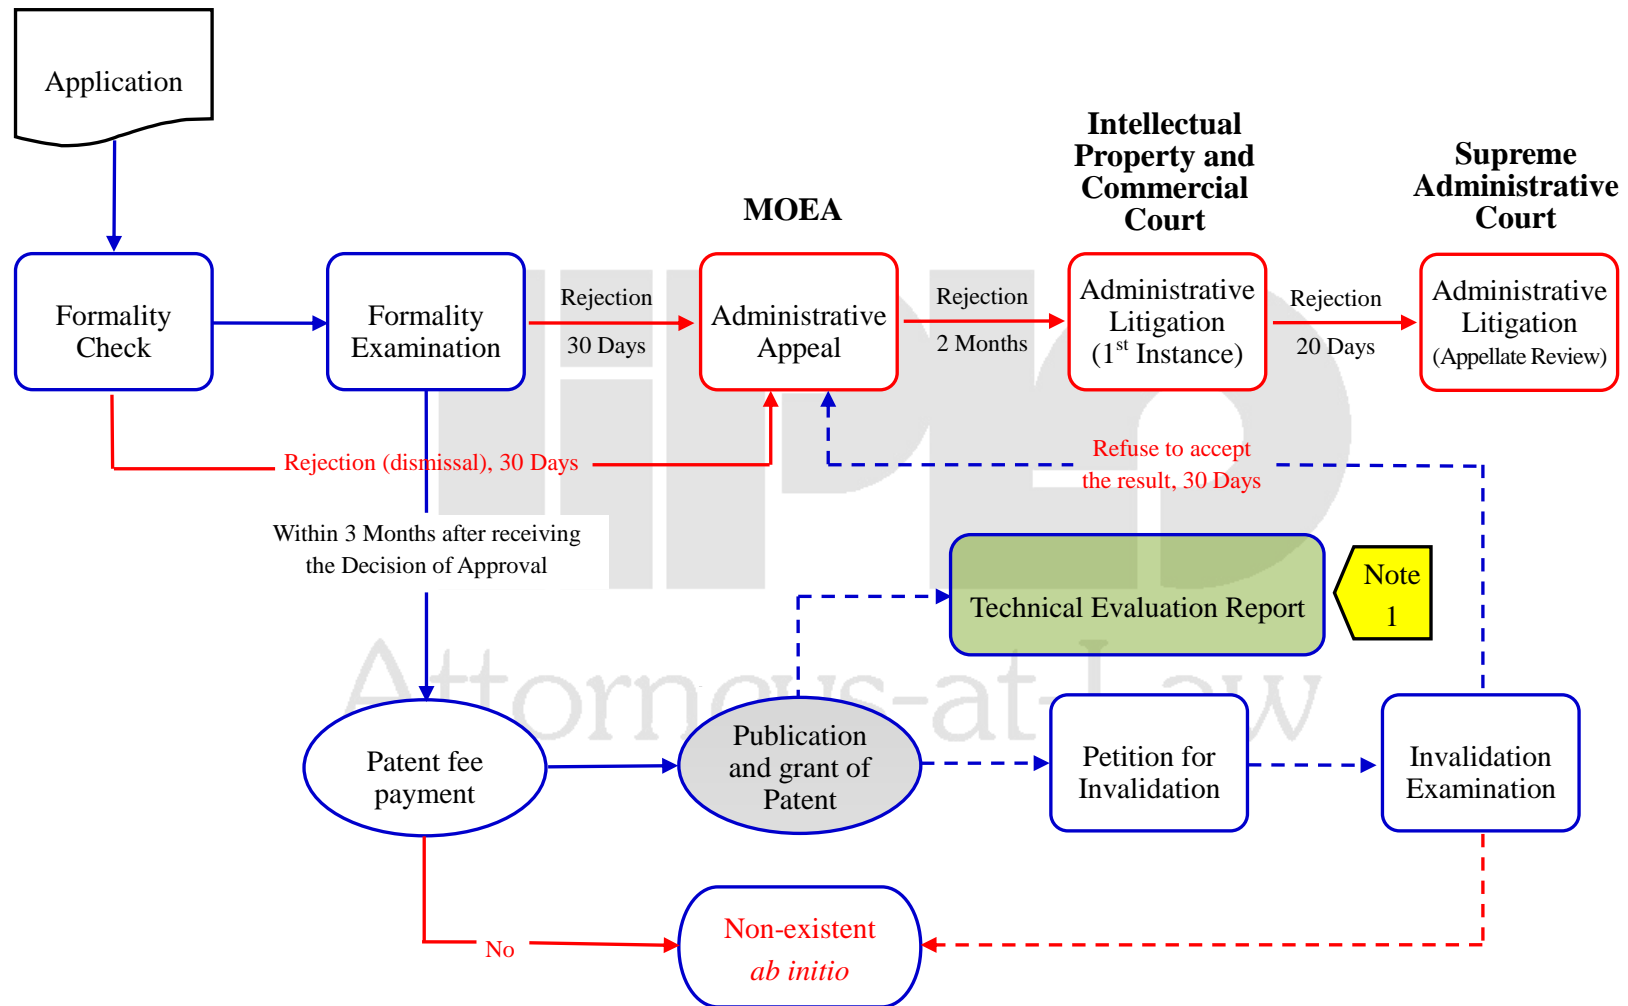 Application
Intellectual
Property and
Commercial
Court
Supreme
Administrative
Court
MOEA
Formality
Check
Formality
Examination
Rejection
30 Days
Administrative
Appeal
Rejection
2 Months
Administrative
Litigation
(1st Instance)
Rejection
20 Days
Administrative
Litigation
(Appellate Review)
Rejection (dismissal), 30 Days
Refuse to accept
the result, 30 Days
Within 3 Months after receiving
the Decision of Approval
Technical Evaluation Report
Note
1
Attorneys-at-Law
Patent fee
payment
Publication
and grant of
Patent
Petition for
Invalidation
Invalidation
Examination
No
Non-existent
ab initio